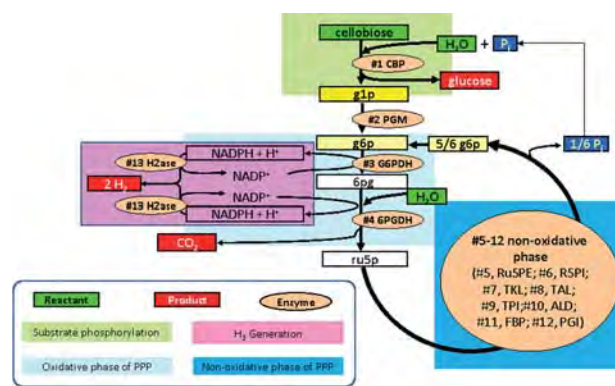 cellobiose
H₂O + Pi
#1 CBP
glucose
g1p
#2 PGM
g6p
5/6 g6p
1/6 Pi
NADPH + H⁺
#13 H2ase
#3 G6PDH
NADP⁺
2 H₂
6pg
H₂O
NADP⁺
#13 H2ase
NADPH + H⁺
#4 6PGDH
CO₂
ru5p
#5-12 non-oxidative
phase
(#5, Ru5PE; #6, R5PI;
#7, TKL; #8, TAL;
#9, TPI;#10, ALD;
#11, FBP; #12, PGI)
Reactant
Product
Enzyme
Substrate phosphorylation
H₂ Generation
Oxidative phase of PPP
Non-oxidative phase of PPP